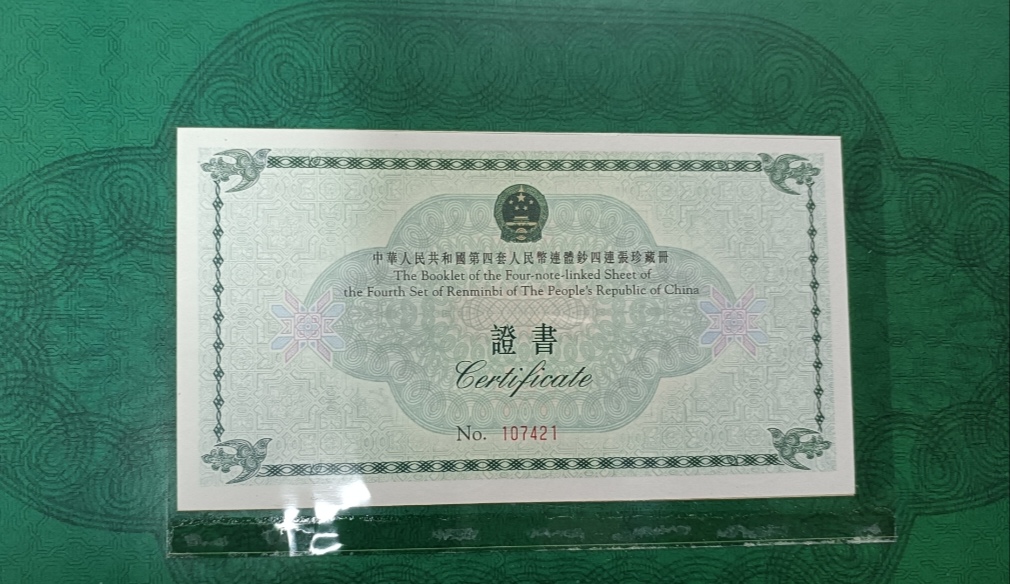 中華人民共和國第四套人民幣連體鈔四連張珍藏冊
The Booklet of the Four-note-linked Sheet of
the Fourth Set of Renminbi of The People's Republic of China
證書
Certificate
No. 107421